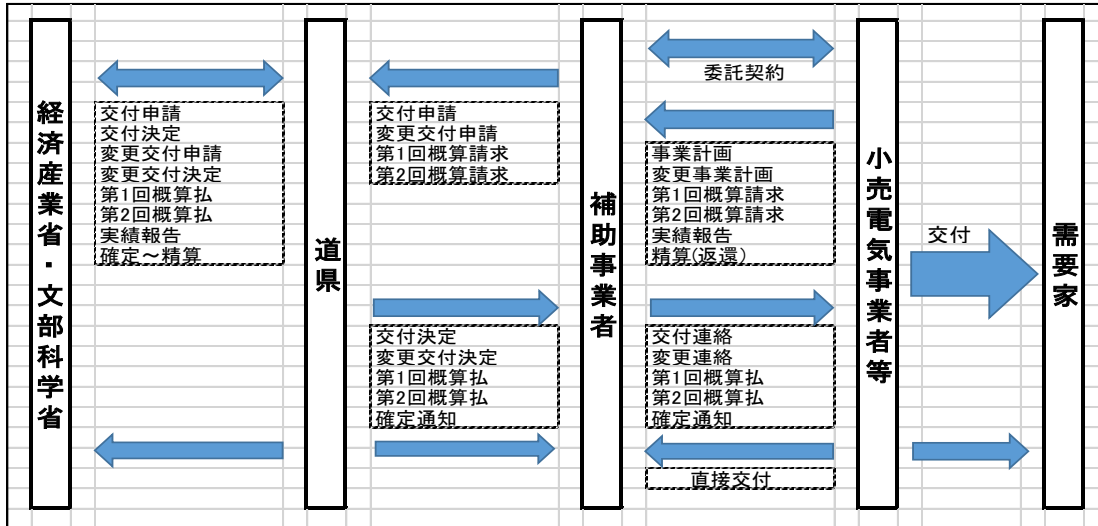 経済産業省・文部科学省
交付申請
交付決定
変更交付申請
変更交付決定
第1回概算払
第2回概算払
実績報告
確定～精算
道県
交付申請
変更交付申請
第1回概算請求
第2回概算請求
交付決定
変更交付決定
第1回概算払
第2回概算払
確定通知
補助事業者
委託契約
事業計画
変更事業計画
第1回概算請求
第2回概算請求
実績報告
精算(返還)
交付連絡
変更連絡
第1回概算払
第2回概算払
確定通知
直接交付
小売電気事業者等
交付
需要家